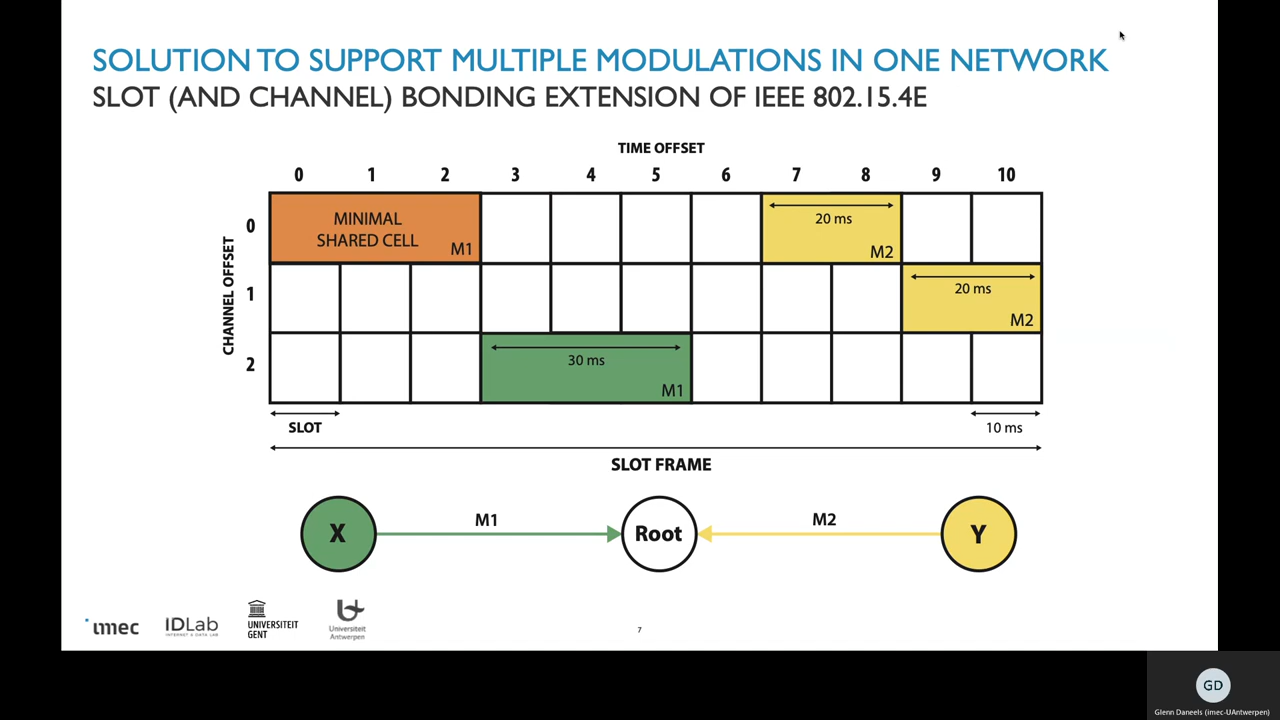 SOLUTION TO SUPPORT MULTIPLE MODULATIONS IN ONE NETWORK
SLOT (AND CHANNEL) BONDING EXTENSION OF IEEE 802.15.4E
TIME OFFSET
0 1 2 3 4 5 6 7 8 9 10
CHANNEL OFFSET
0
MINIMAL
SHARED CELL
M1
20 ms
M2
1
20 ms
M2
2
30 ms
M1
SLOT
10 ms
SLOT FRAME
X
M1
Root
M2
Y
imec
IDLab
INTERNET & DATA LAB
UNIVERSITEIT
GENT
Universiteit
Antwerpen
7
GD
Glenn Daneels (imec-UAntwerpen)